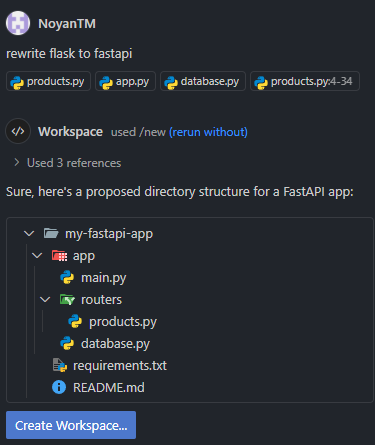 NoyanTM
rewrite flask to fastapi
products.py app.py database.py products.py:4-34
Workspace used /new (rerun without)
Used 3 references
Sure, here's a proposed directory structure for a FastAPI app:
my-fastapi-app
app
main.py
routers
products.py
database.py
requirements.txt
README.md
Create Workspace...